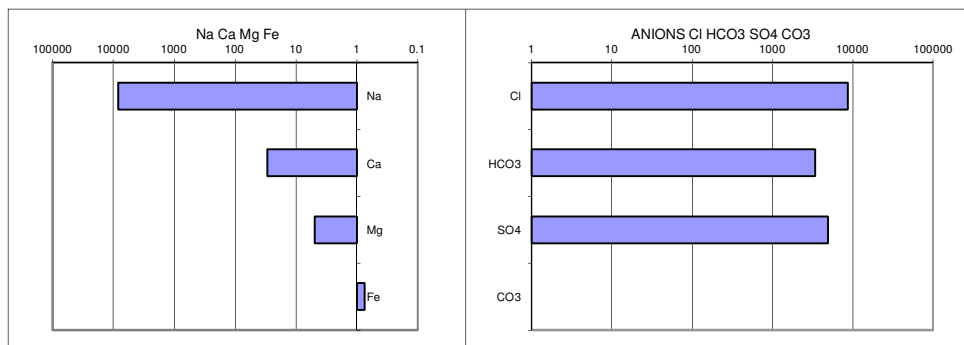 Na Ca Mg Fe
100000 10000 1000 100 10 1 0.1
Na
Ca
Mg
Fe
ANIONS Cl HCO3 SO4 CO3
1 10 100 1000 10000 100000
Cl
HCO3
SO4
CO3